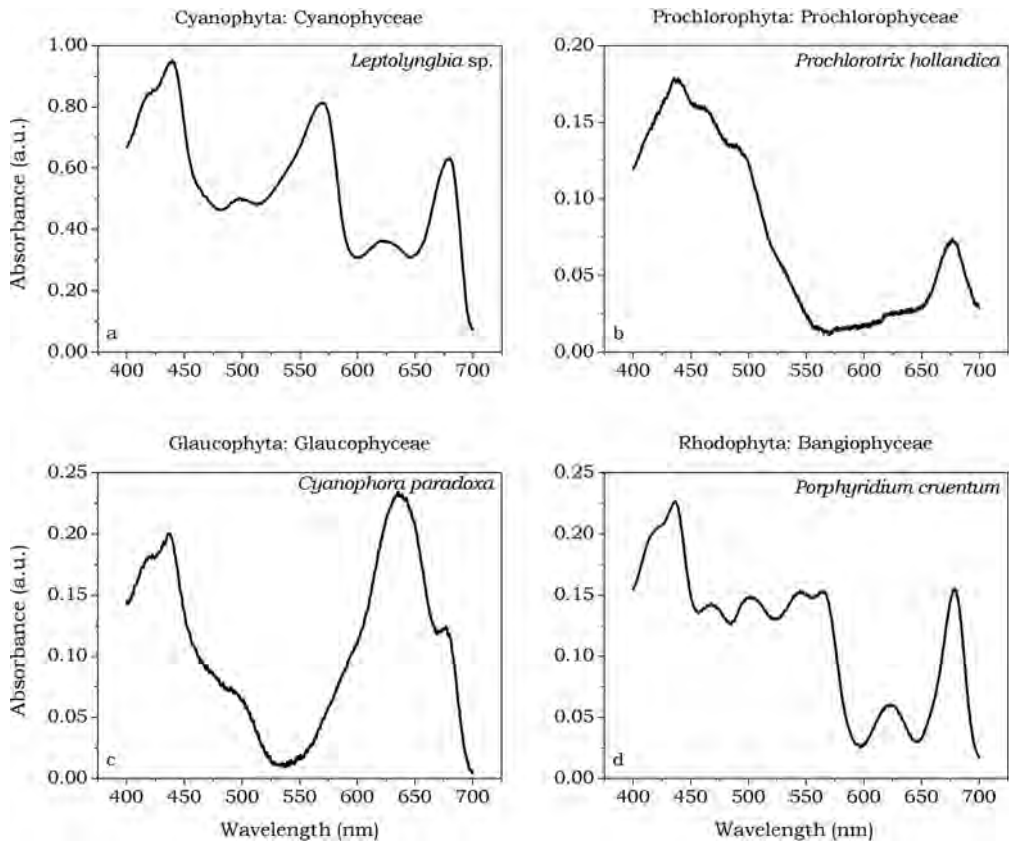 Cyanophyta: Cyanophyceae
Leptolyngbia sp.
1.00
0.80
0.60
0.40
0.20
0.00
Absorbance (a.u.)
a
400 450 500 550 600 650 700
Prochlorophyta: Prochlorophyceae
Prochlorotrix hollandica
0.20
0.15
0.10
0.05
0.00
b
400 450 500 550 600 650 700
Glaucophyta: Glaucophyceae
Cyanophora paradoxa
0.25
0.20
0.15
0.10
0.05
0.00
Absorbance (a.u.)
c
400 450 500 550 600 650 700
Wavelength (nm)
Rhodophyta: Bangiophyceae
Porphyridium cruentum
0.25
0.20
0.15
0.10
0.05
0.00
d
400 450 500 550 600 650 700
Wavelength (nm)